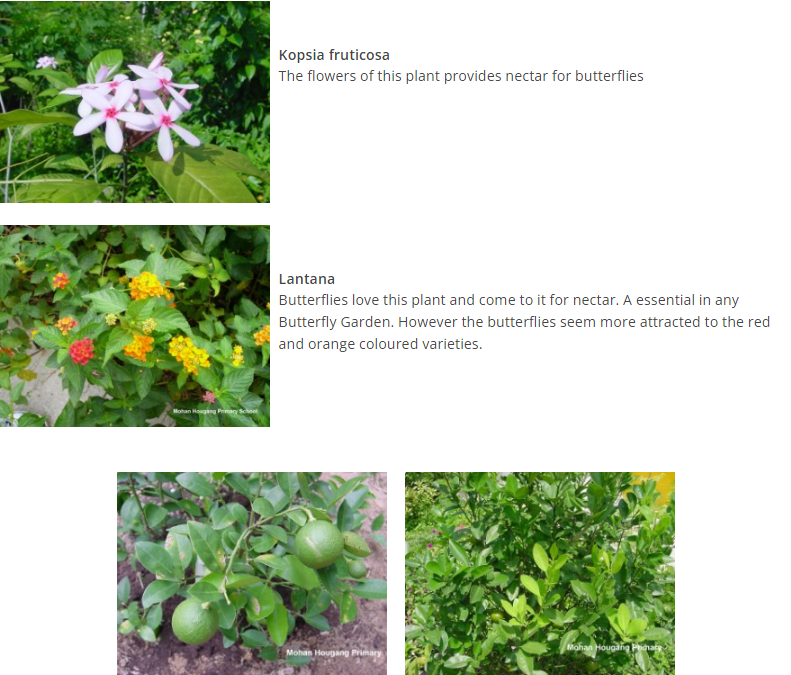 Kopsia fruticosa
The flowers of this plant provides nectar for butterflies
Lantana
Butterflies love this plant and come to it for nectar. A essential in any
Butterfly Garden. However the butterflies seem more attracted to the red
and orange coloured varieties.
Mohan Hougang Primary School
Mohan Hougang Primary
Mohan Hougang Primary